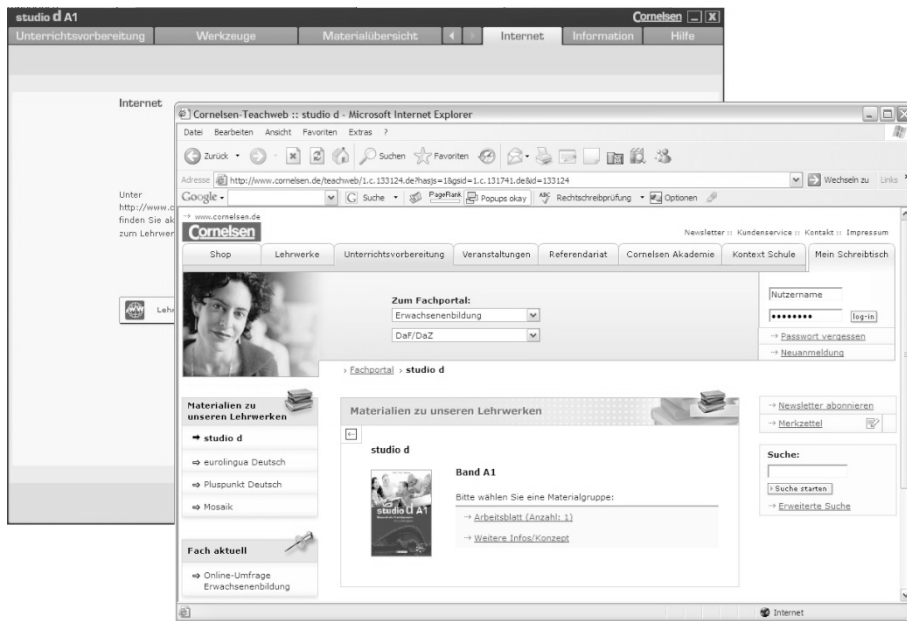 studio d A1
Cornelsen
Unterrichtsvorbereitung Werkzeuge Materialübersicht Internet Information Hilfe
Internet
Unter
http://www.c
finden Sie ak
zum Lehrwer
Leh
Cornelsen-Teachweb :: studio d - Microsoft Internet Explorer
Datei Bearbeiten Ansicht Favoriten Extras ?
Zurück Suchen Favoriten
Adresse http://www.cornelsen.de/teachweb/1.c.133124.de?hasjs=1&gsid=1.c.131741.de&id=133124 Wechseln zu Links
Google Suche PageRank Popups okay ABC Rechtschreibprüfung Optionen
→ www.cornelsen.de
Cornelsen
Newsletter :: Kundenservice :: Kontakt :: Impressum
Shop Lehrwerke Unterrichtsvorbereitung Veranstaltungen Referendariat Cornelsen Akademie Kontext Schule Mein Schreibtisch
Zum Fachportal:
Erwachsenenbildung
DaF/DaZ
Nutzername
•••••••• log-in
→ Passwort vergessen
→ Neuanmeldung
› Fachportal › studio d
Materialien zu
unseren Lehrwerken
→ studio d
⇒ eurolingua Deutsch
⇒ Pluspunkt Deutsch
⇒ Mosaik
Fach aktuell
⇒ Online-Umfrage
Erwachsenenbildung
Materialien zu unseren Lehrwerken
←
studio d
studio d A1
Band A1
Bitte wählen Sie eine Materialgruppe:
→ Arbeitsblatt (Anzahl: 1)
→ Weitere Infos/Konzept
→ Newsletter abonnieren
→ Merkzettel
Suche:
› Suche starten
→ Erweiterte Suche
Internet